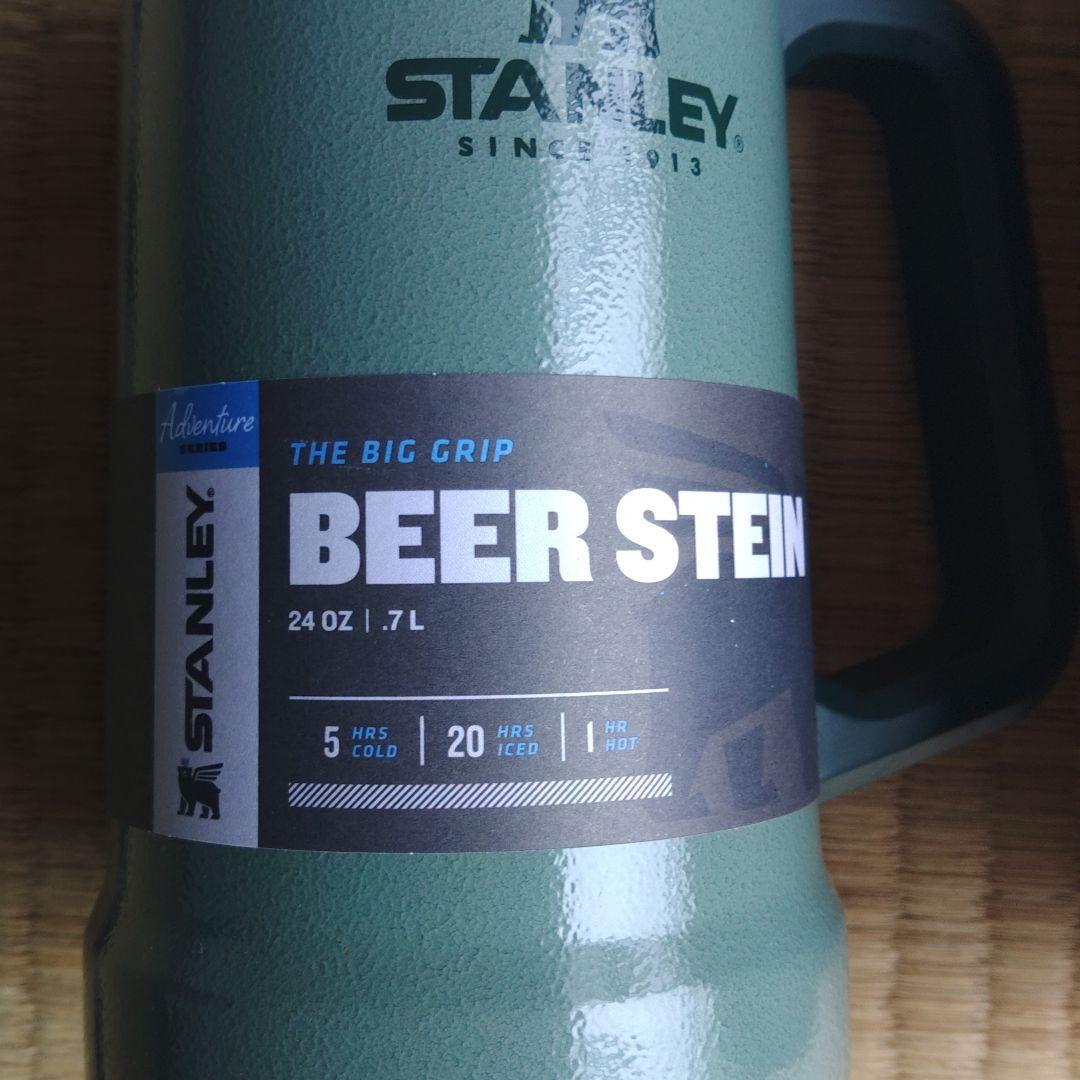 STANLEY®
SINCE 1913
Adventure
SERIES
STANLEY®
THE BIG GRIP
BEER STEIN
24 OZ | .7 L
5 HRS COLD | 20 HRS ICED | 1 HR HOT